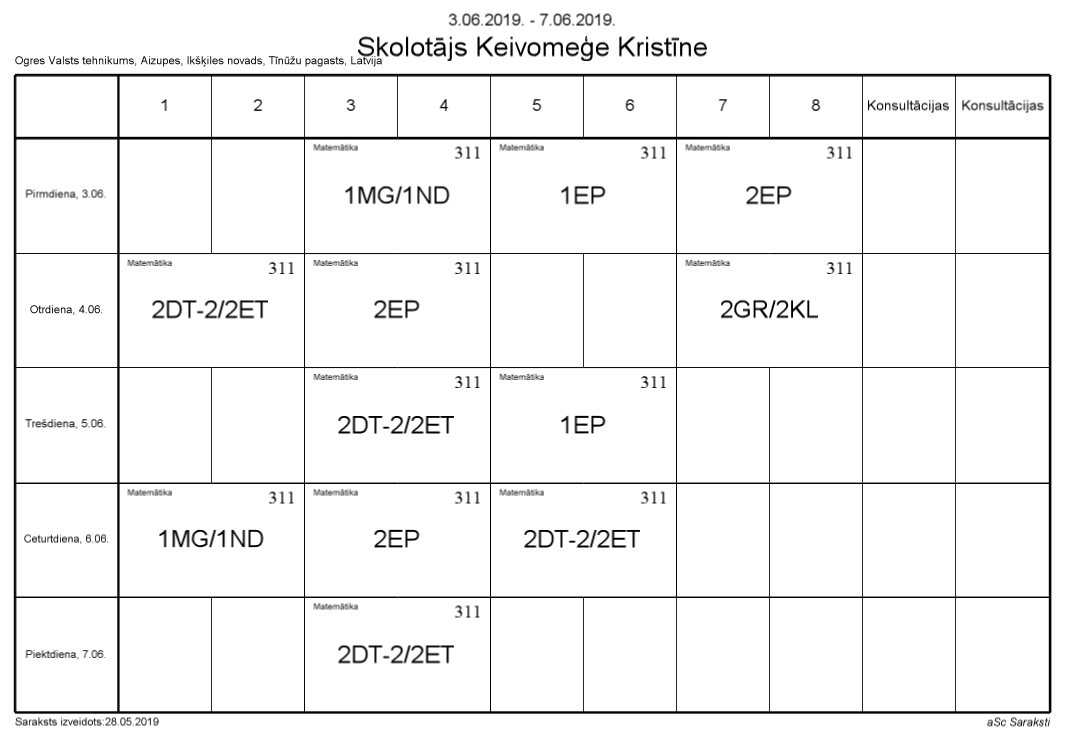 3.06.2019. - 7.06.2019.
Skolotājs Keivomeģe Kristīne
Ogres Valsts tehnikums, Aizupes, Ikšķiles novads, Tīnūžu pagasts, Latvija
1 2 3 4 5 6 7 8 Konsultācijas Konsultācijas
Matemātika 311 Matemātika 311 Matemātika 311
Pirmdiena, 3.06. 1MG/1ND 1EP 2EP
Matemātika 311 Matemātika 311 Matemātika 311
Otrdiena, 4.06. 2DT-2/2ET 2EP 2GR/2KL
Matemātika 311 Matemātika 311
Trešdiena, 5.06. 2DT-2/2ET 1EP
Matemātika 311 Matemātika 311 Matemātika 311
Ceturtdiena, 6.06. 1MG/1ND 2EP 2DT-2/2ET
Matemātika 311
Piektdiena, 7.06. 2DT-2/2ET
Saraksts izveidots:28.05.2019 aSc Saraksti